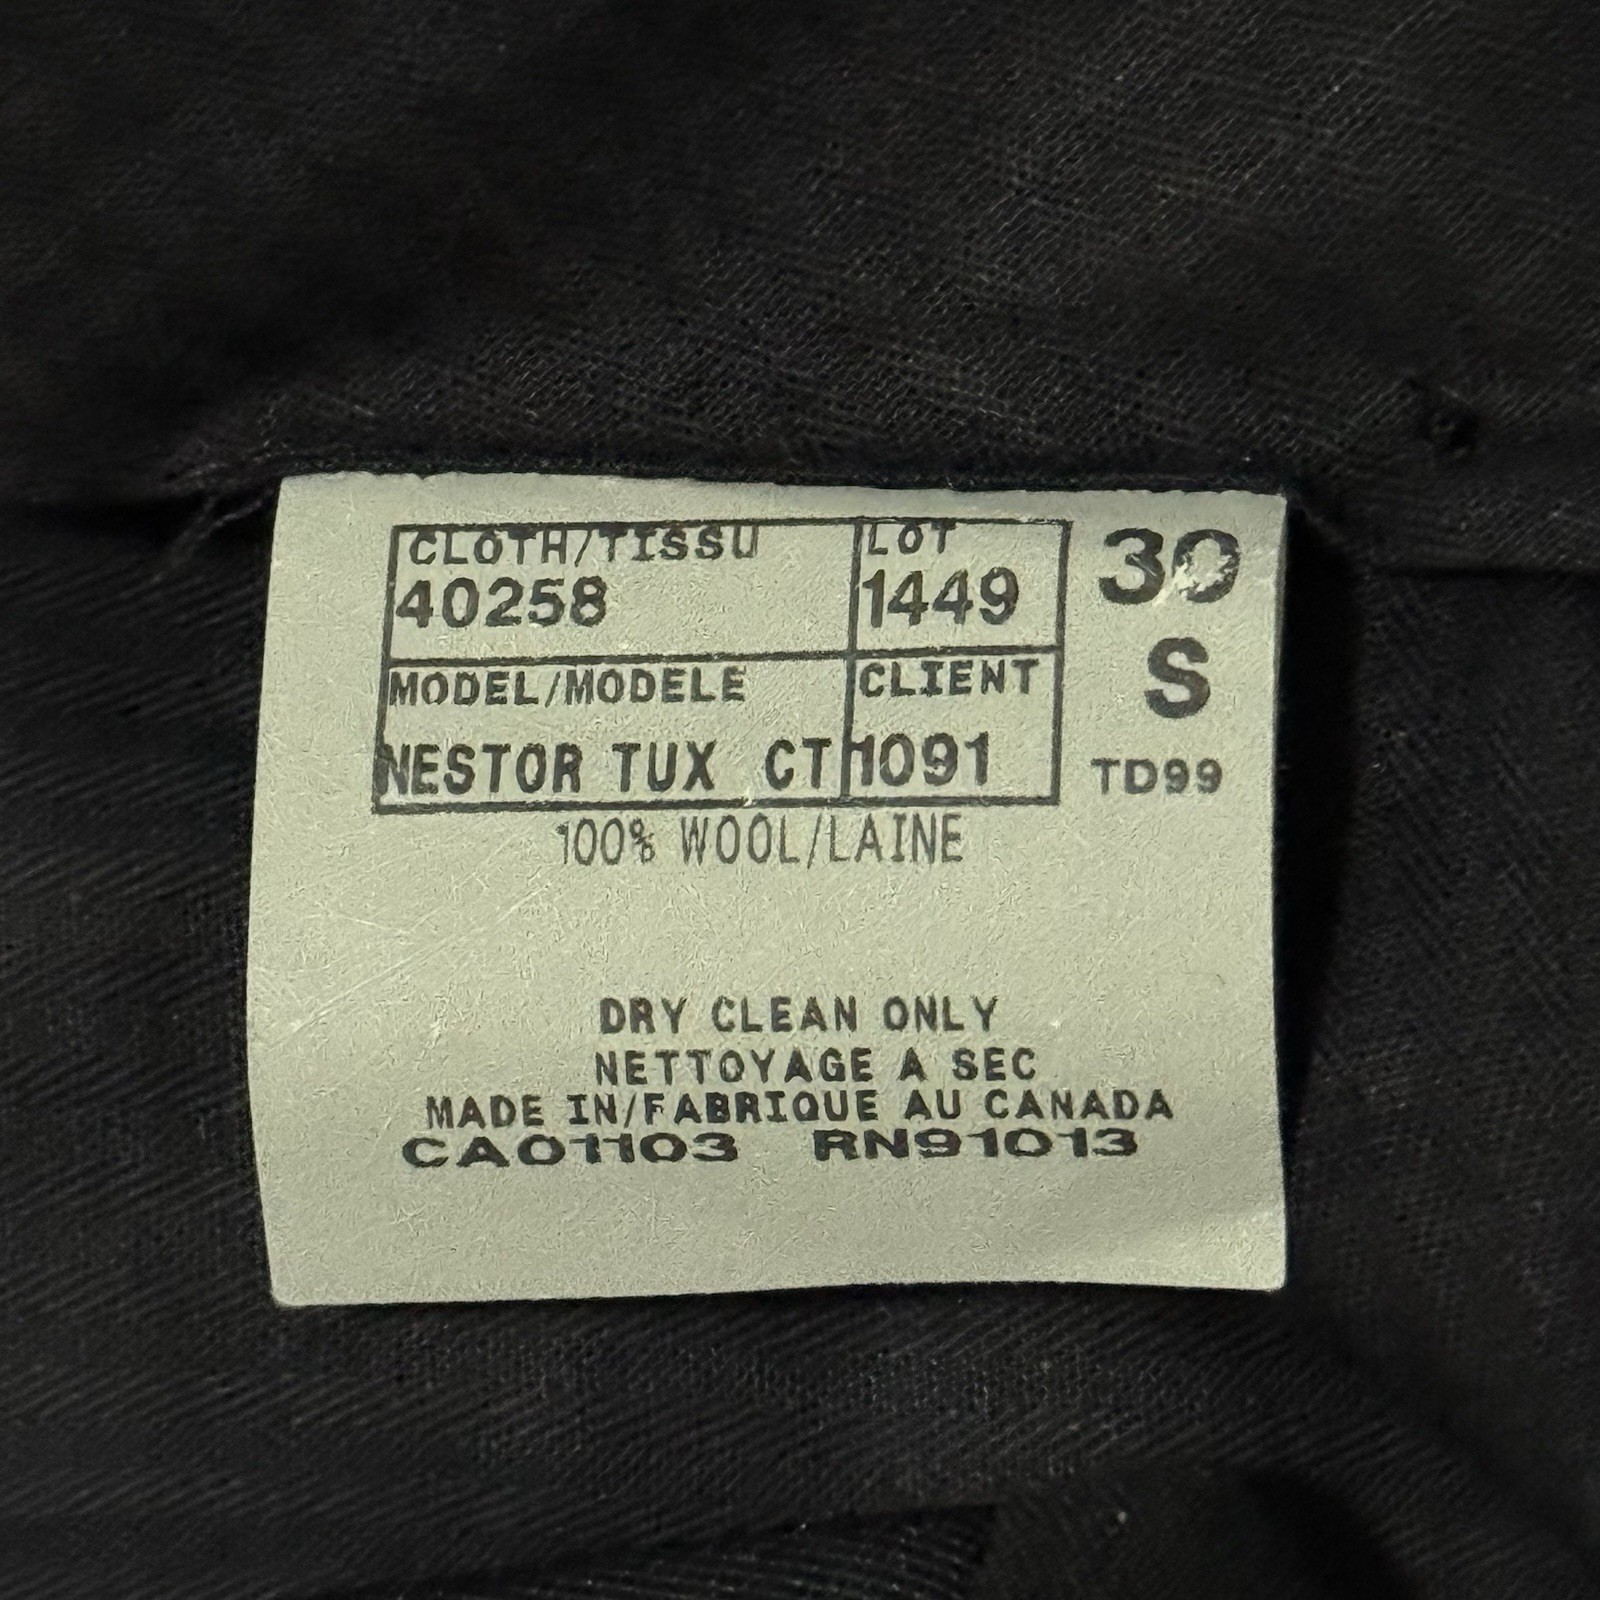 CLOTH/TISSU LOT 30
40258 1449
MODEL/MODELE CLIENT S
NESTOR TUX CT 1091 TD99
100% WOOL/LAINE
DRY CLEAN ONLY
NETTOYAGE A SEC
MADE IN/FABRIQUE AU CANADA
CA01103 RN91013